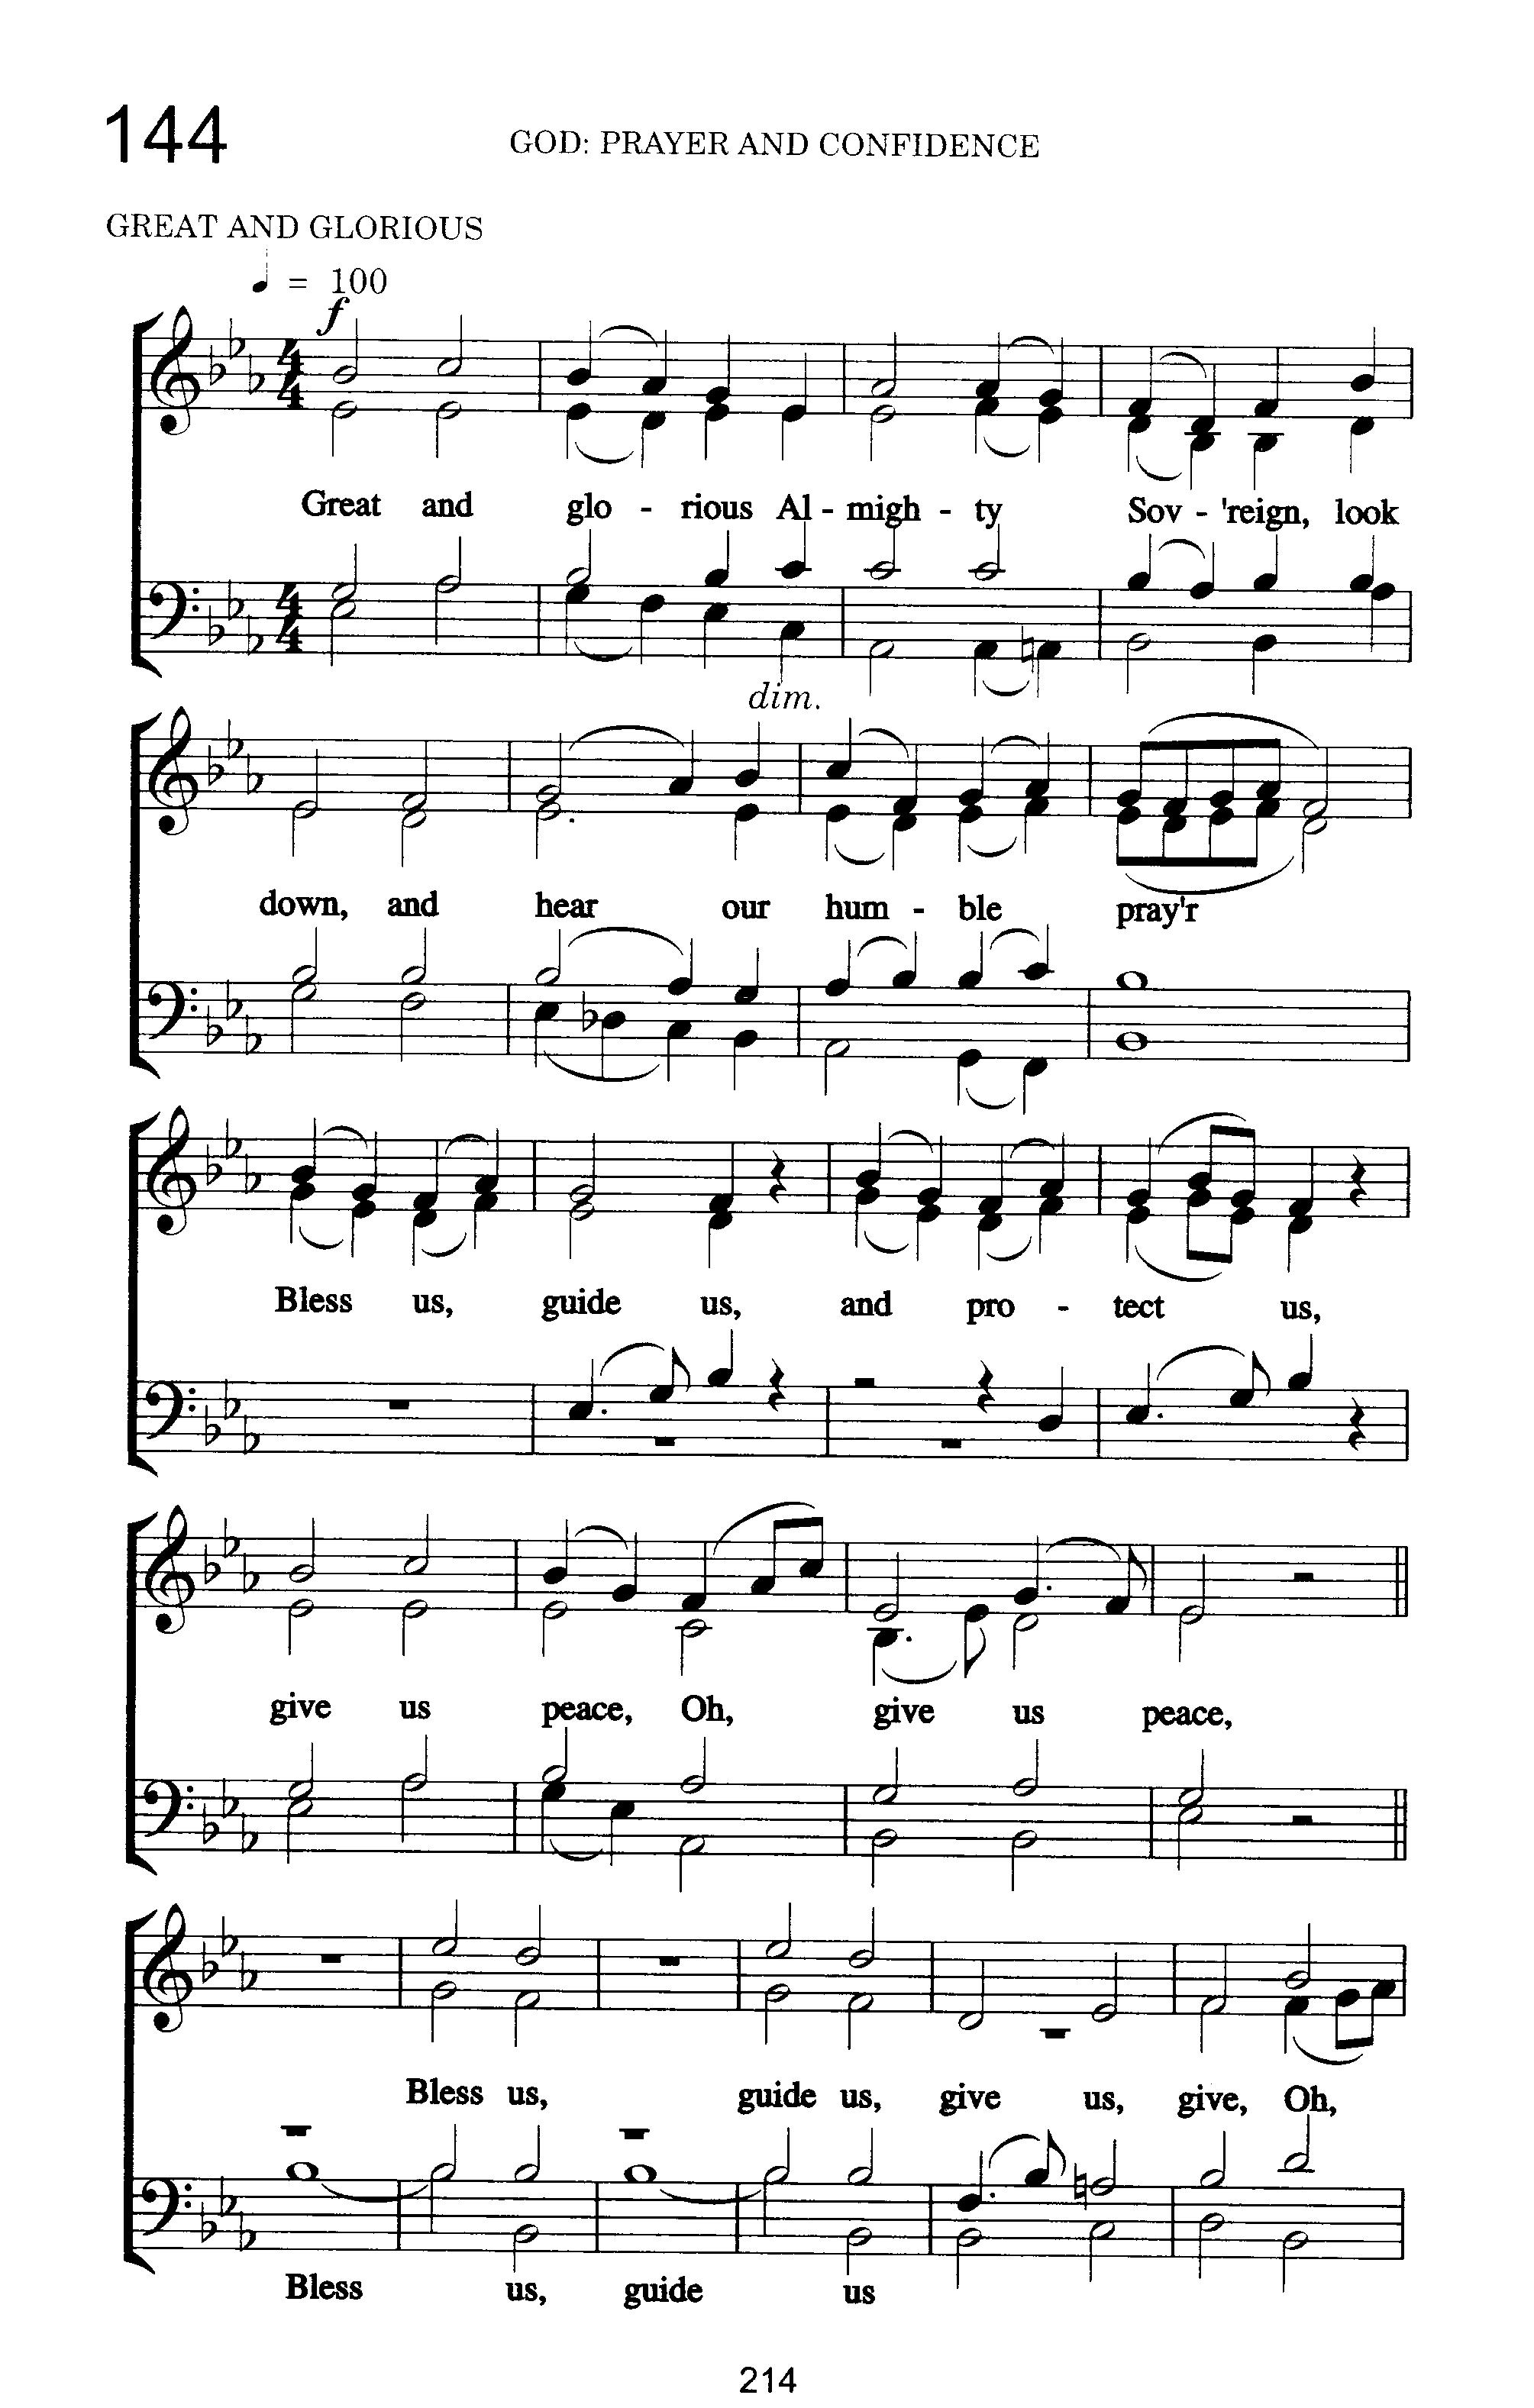 144
GOD: PRAYER AND CONFIDENCE
GREAT AND GLORIOUS
♩ = 100
f
Great and glo - rious Al - migh - ty Sov - 'reign, look
dim.
down, and hear our hum - ble pray'r
Bless us, guide us, and pro - tect us,
give us peace, Oh, give us peace,
Bless us, guide us, give us, give, Oh,
Bless us, guide us
214